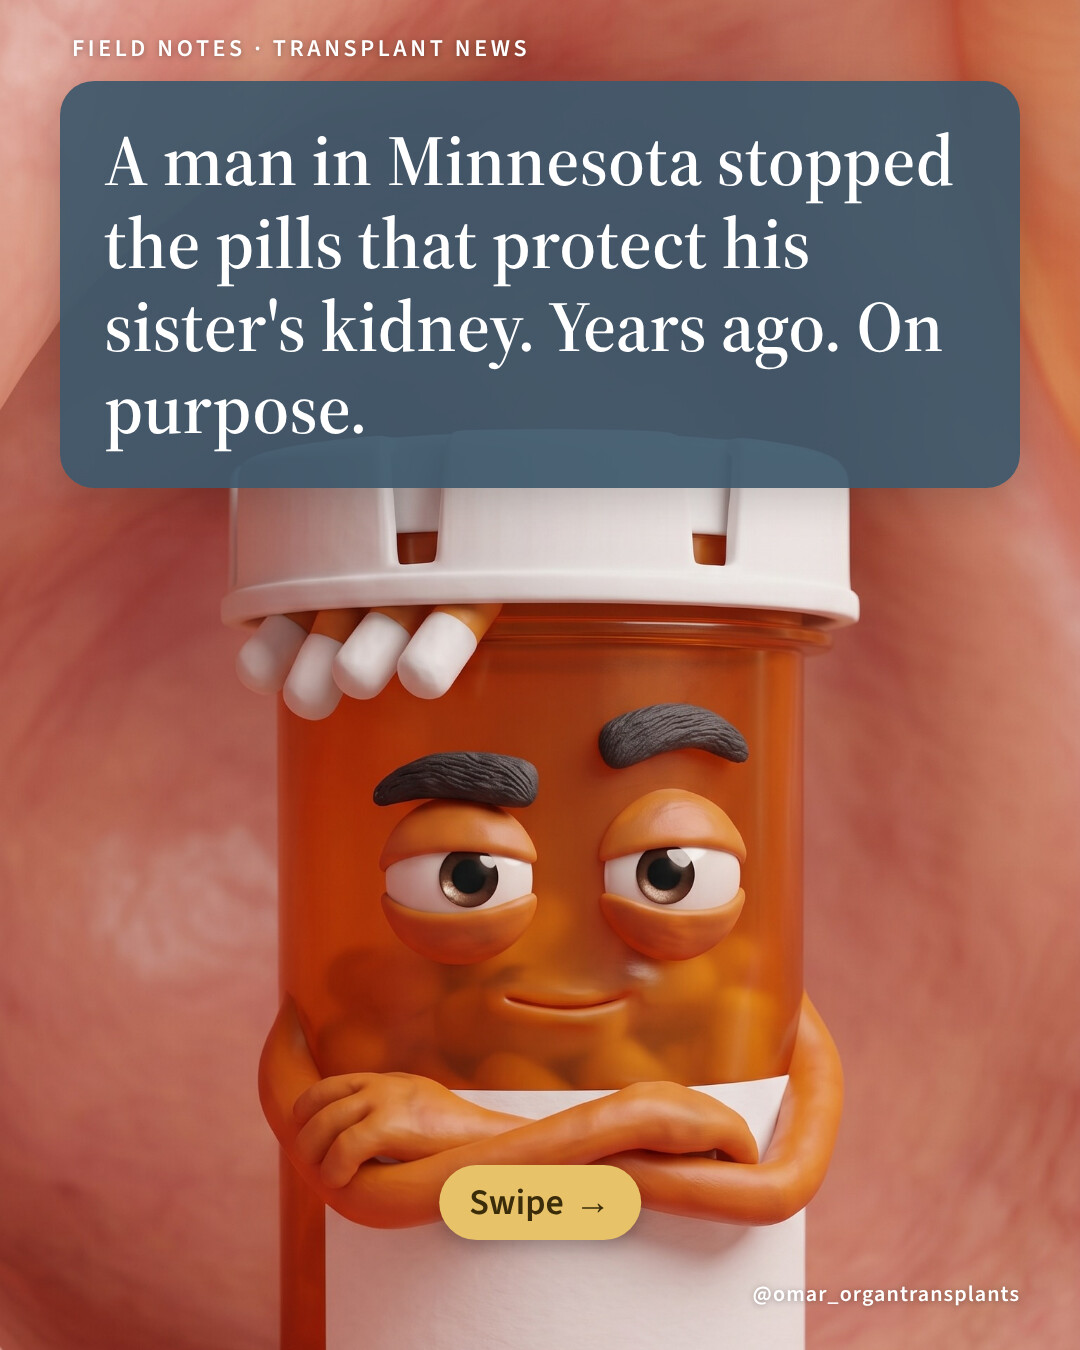 FIELD NOTES · TRANSPLANT NEWS
A man in Minnesota stopped
the pills that protect his
sister's kidney. Years ago. On
purpose.
Swipe →
@omar_organtransplants